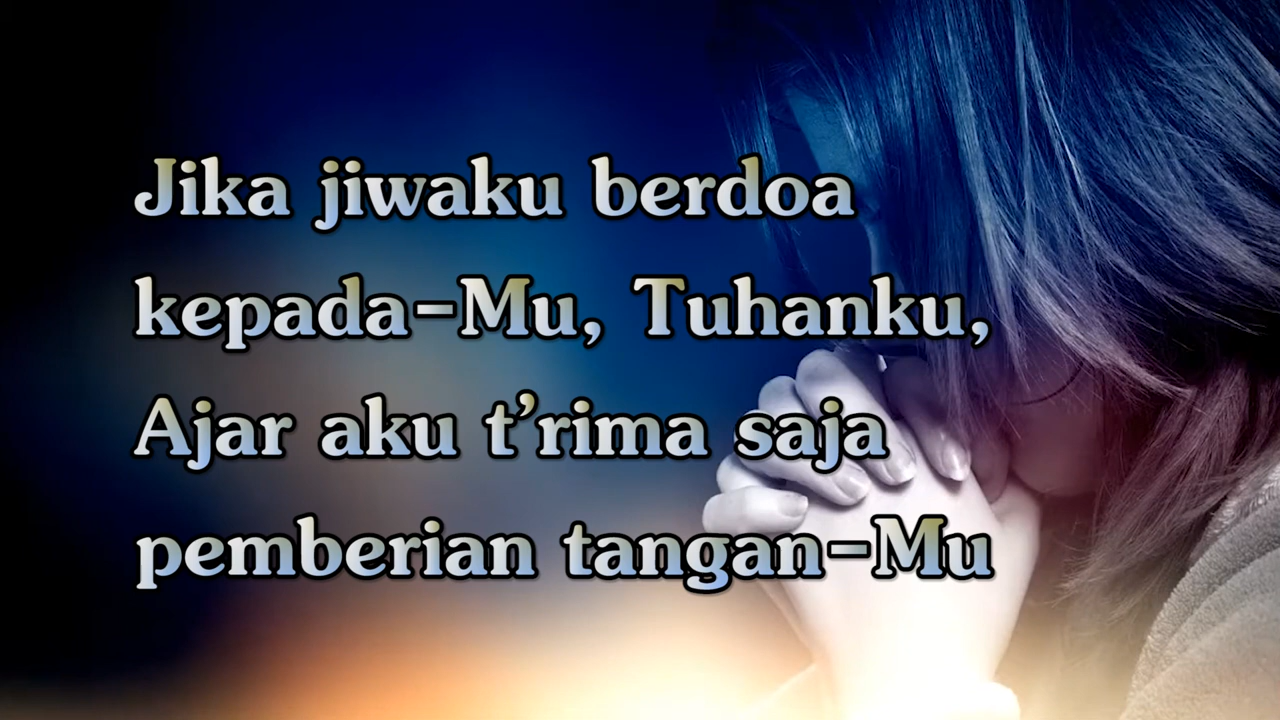 Jika jiwaku berdoa
kepada-Mu, Tuhanku,
Ajar aku t’rima saja
pemberian tangan-Mu